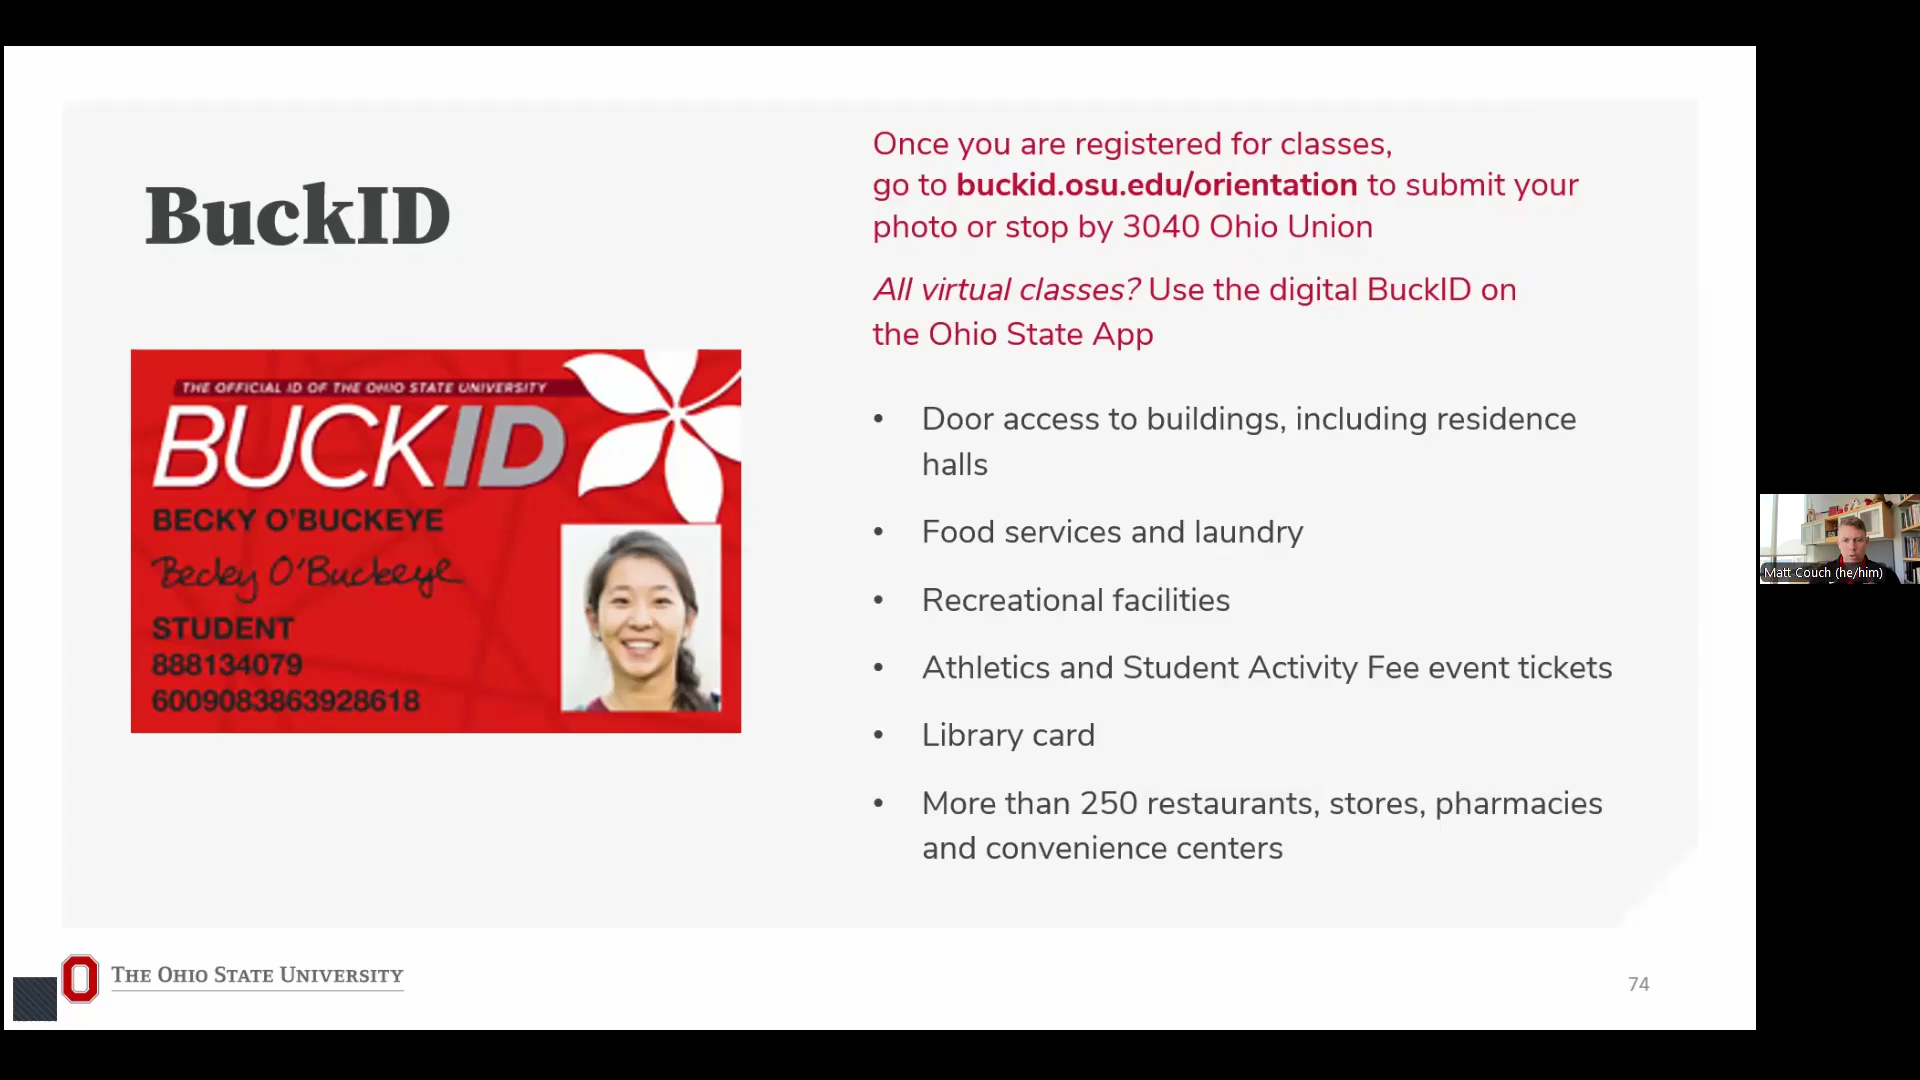 BuckID
THE OFFICIAL ID OF THE OHIO STATE UNIVERSITY
BUCKID
BECKY O'BUCKEYE
Becky O'Buckeye
STUDENT
888134079
6009083863928618
Once you are registered for classes,
go to buckid.osu.edu/orientation to submit your
photo or stop by 3040 Ohio Union
All virtual classes? Use the digital BuckID on
the Ohio State App
• Door access to buildings, including residence
halls
• Food services and laundry
• Recreational facilities
• Athletics and Student Activity Fee event tickets
• Library card
• More than 250 restaurants, stores, pharmacies
and convenience centers
THE OHIO STATE UNIVERSITY
74
Matt Couch (he/him)